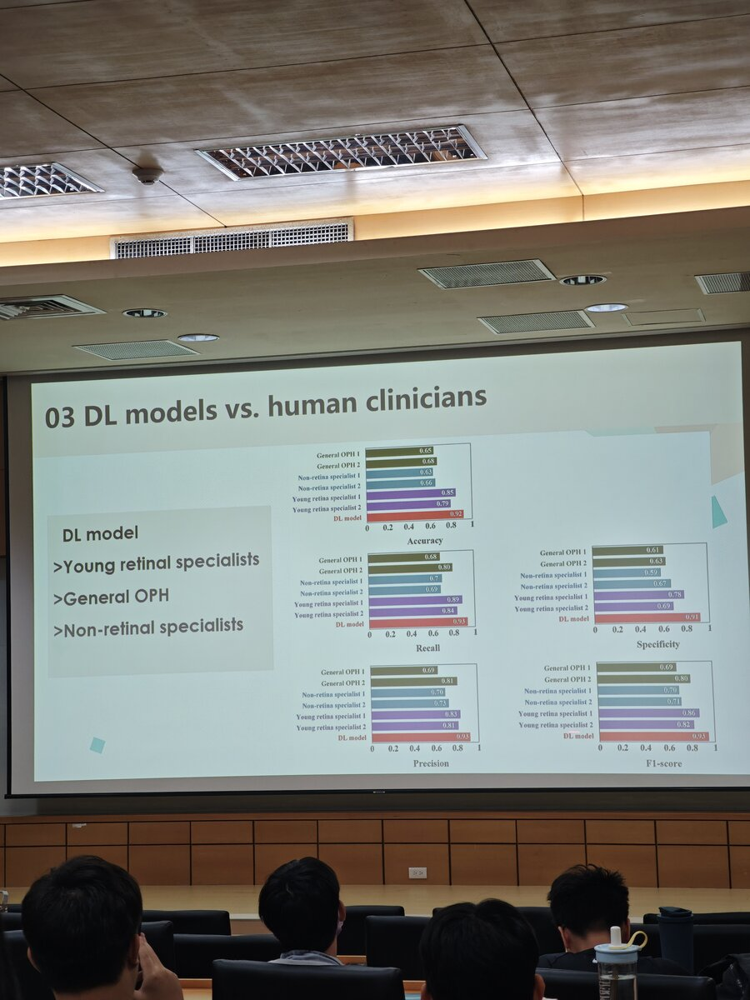 03 DL models vs. human clinicians
DL model
>Young retinal specialists
>General OPH
>Non-retinal specialists
General OPH 1 0.65
General OPH 2 0.68
Non-retina specialist 1 0.63
Non-retina specialist 2 0.66
Young retina specialist 1 0.85
Young retina specialist 2 0.79
DL model 0.92
0 0.2 0.4 0.6 0.8 1
Accuracy
General OPH 1 0.68
General OPH 2 0.80
Non-retina specialist 1 0.7
Non-retina specialist 2 0.69
Young retina specialist 1 0.89
Young retina specialist 2 0.84
DL model 0.93
0 0.2 0.4 0.6 0.8 1
Recall
General OPH 1 0.61
General OPH 2 0.63
Non-retina specialist 1 0.59
Non-retina specialist 2 0.67
Young retina specialist 1 0.78
Young retina specialist 2 0.69
DL model 0.91
0 0.2 0.4 0.6 0.8 1
Specificity
General OPH 1 0.69
General OPH 2 0.81
Non-retina specialist 1 0.70
Non-retina specialist 2 0.73
Young retina specialist 1 0.83
Young retina specialist 2 0.81
DL model 0.93
0 0.2 0.4 0.6 0.8 1
Precision
General OPH 1 0.69
General OPH 2 0.80
Non-retina specialist 1 0.70
Non-retina specialist 2 0.71
Young retina specialist 1 0.86
Young retina specialist 2 0.82
DL model 0.93
0 0.2 0.4 0.6 0.8 1
F1-score